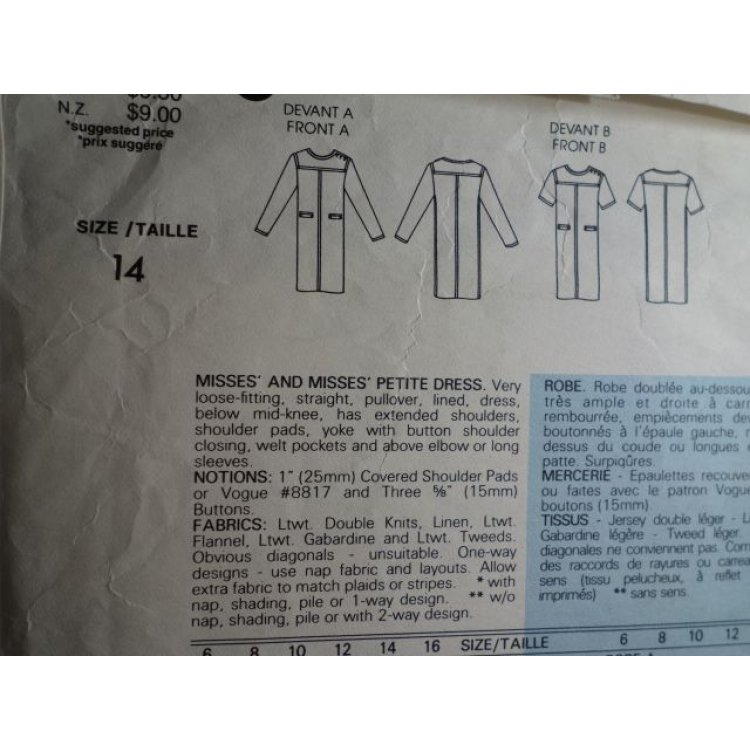 N.Z. $9.00
*suggested price
*prix suggéré
DEVANT A
FRONT A
DEVANT B
FRONT B
SIZE /TAILLE
14
MISSES' AND MISSES' PETITE DRESS. Very
loose-fitting, straight, pullover, lined, dress,
below mid-knee, has extended shoulders,
shoulder pads, yoke with button shoulder
closing, welt pockets and above elbow or long
sleeves.
NOTIONS: 1" (25mm) Covered Shoulder Pads
or Vogue #8817 and Three ⅝" (15mm)
Buttons.
FABRICS: Ltwt. Double Knits, Linen, Ltwt.
Flannel, Ltwt. Gabardine and Ltwt. Tweeds.
Obvious diagonals - unsuitable. One-way
designs - use nap fabric and layouts. Allow
extra fabric to match plaids or stripes. * with
nap, shading, pile or 1-way design. ** w/o
nap, shading, pile or with 2-way design.
ROBE. Robe doublée au-dessou
très ample et droite à carr
rembourrée, empiècements dev
boutonnés à l'épaule gauche,
dessus du coude ou longues
patte. Surpiqûres.
MERCERIE - Epaulettes recouver
ou faites avec le patron Vogu
boutons (15mm).
TISSUS - Jersey double léger -
Gabardine légère - Tweed léger.
diagonales ne conviennent pas. Com
des raccords de rayures ou carrea
sens (tissu pelucheux, à reflet
imprimés) ** sans sens.
6 8 10 12 14 16 SIZE/TAILLE 6 8 10 12